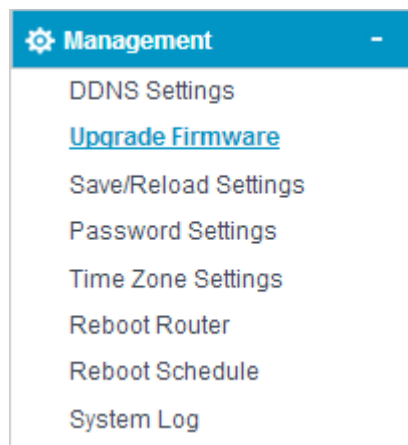 Management -
DDNS Settings
Upgrade Firmware
Save/Reload Settings
Password Settings
Time Zone Settings
Reboot Router
Reboot Schedule
System Log